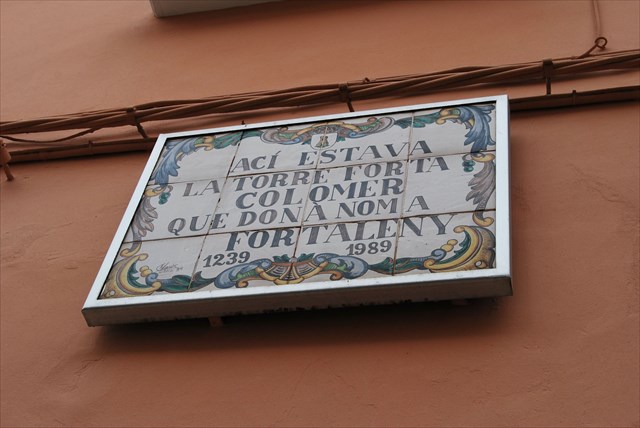 ACÍ ESTAVA
LA TORRE FORTA
COLOMER
QUE DONÀ NOM A
FORTALENY
1239 1989